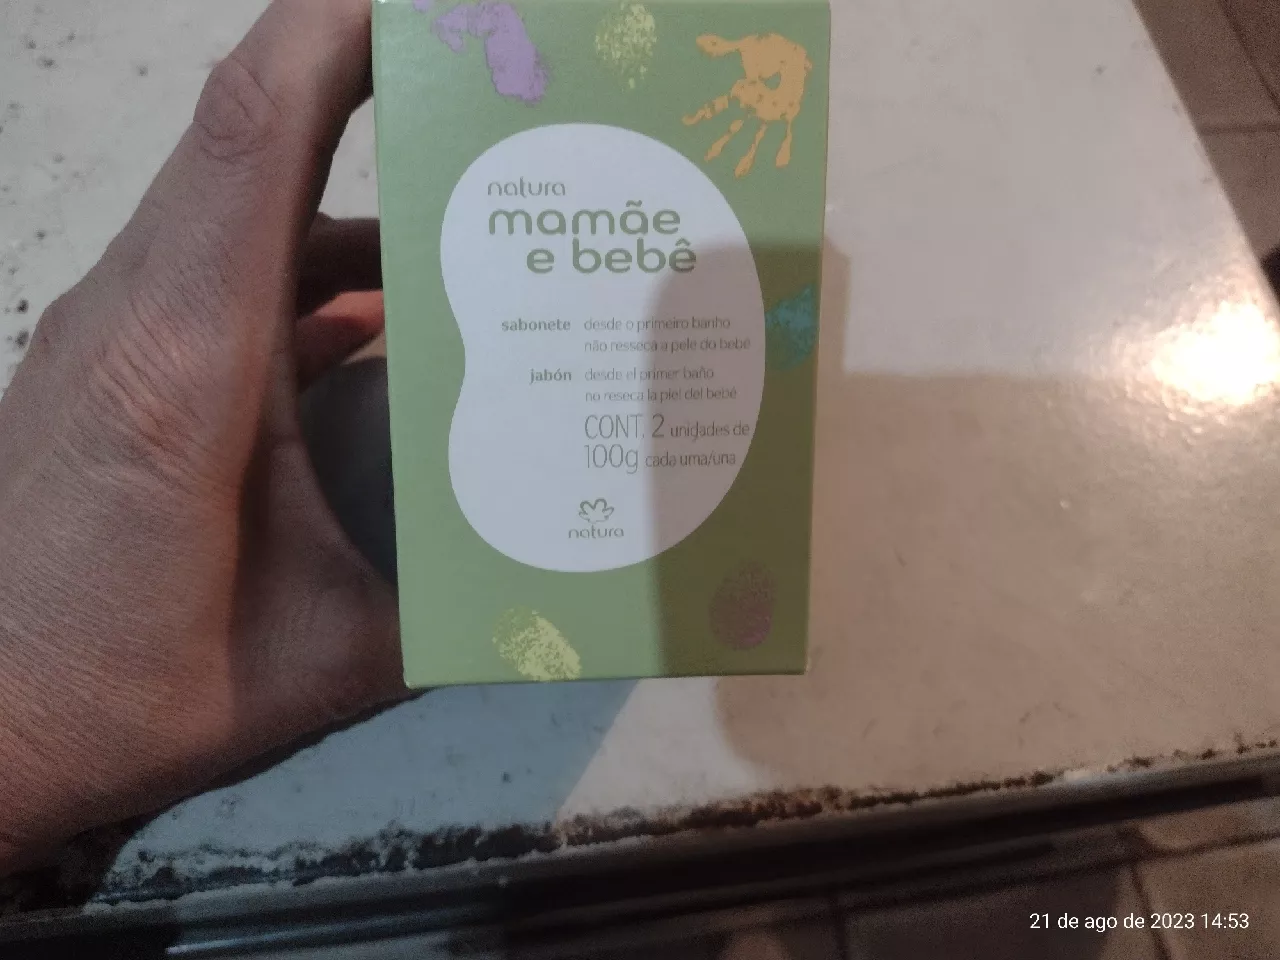 natura
mamãe
e bebê
sabonete desde o primeiro banho
não resseca a pele do bebê
jabón desde el primer baño
no reseca la piel del bebé
CONT. 2 unidades de
100g cada uma/una
natura
21 de ago de 2023 14:53